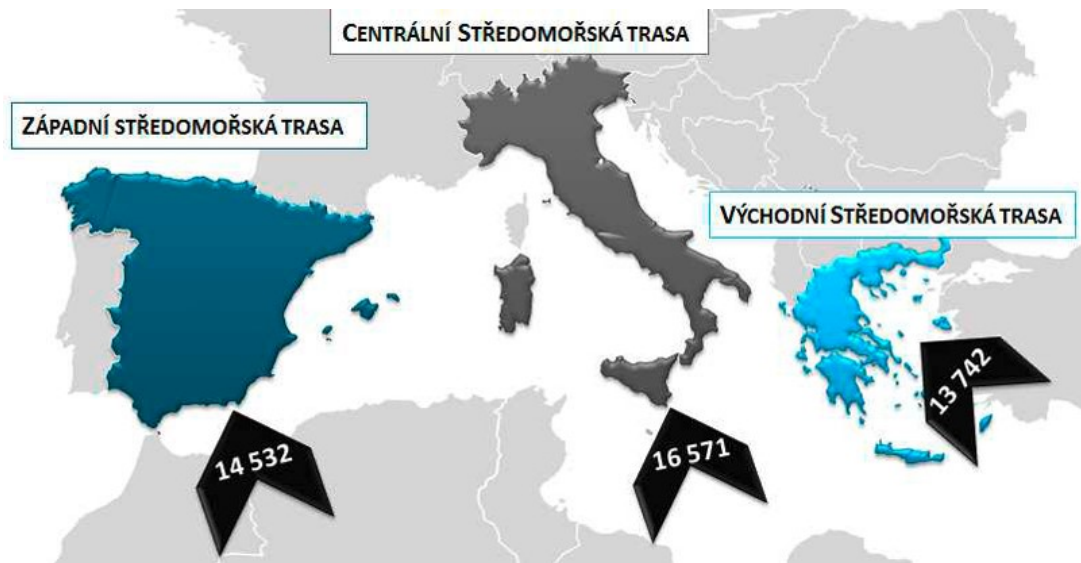 CENTRÁLNÍ STŘEDOMOŘSKÁ TRASA
ZÁPADNÍ STŘEDOMOŘSKÁ TRASA
VÝCHODNÍ STŘEDOMOŘSKÁ TRASA
13 742
14 532
16 571